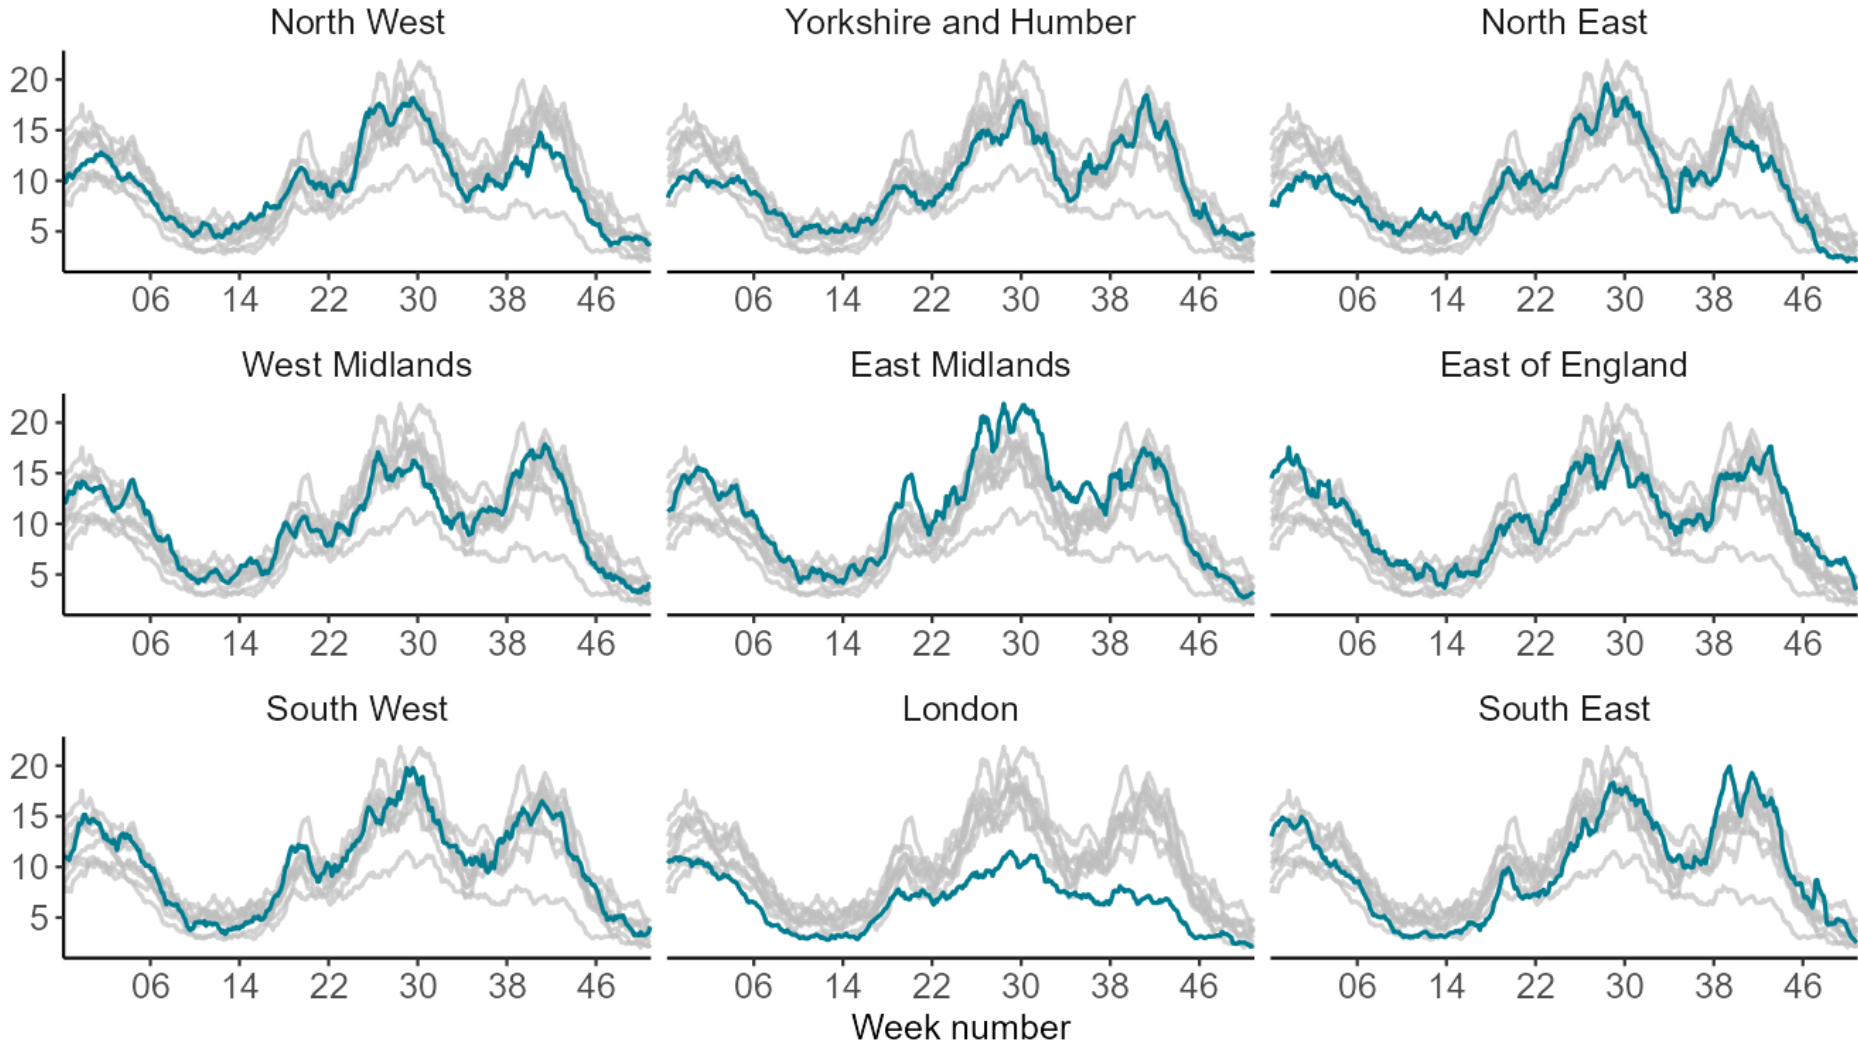 North West Yorkshire and Humber North East
20
15
10
5
06 14 22 30 38 46 06 14 22 30 38 46 06 14 22 30 38 46
West Midlands East Midlands East of England
20
15
10
5
06 14 22 30 38 46 06 14 22 30 38 46 06 14 22 30 38 46
South West London South East
20
15
10
5
06 14 22 30 38 46 06 14 22 30 38 46 06 14 22 30 38 46
Week number